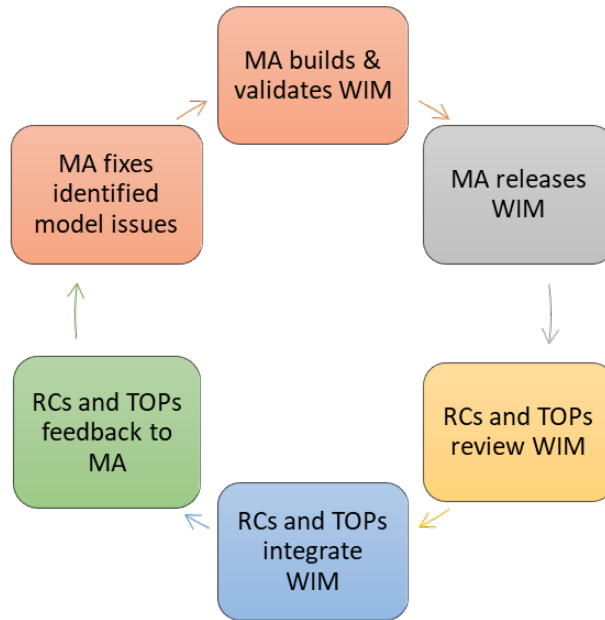 MA builds &
validates WIM
MA releases
WIM
RCs and TOPs
review WIM
RCs and TOPs
integrate
WIM
RCs and TOPs
feedback to
MA
MA fixes
identified
model issues